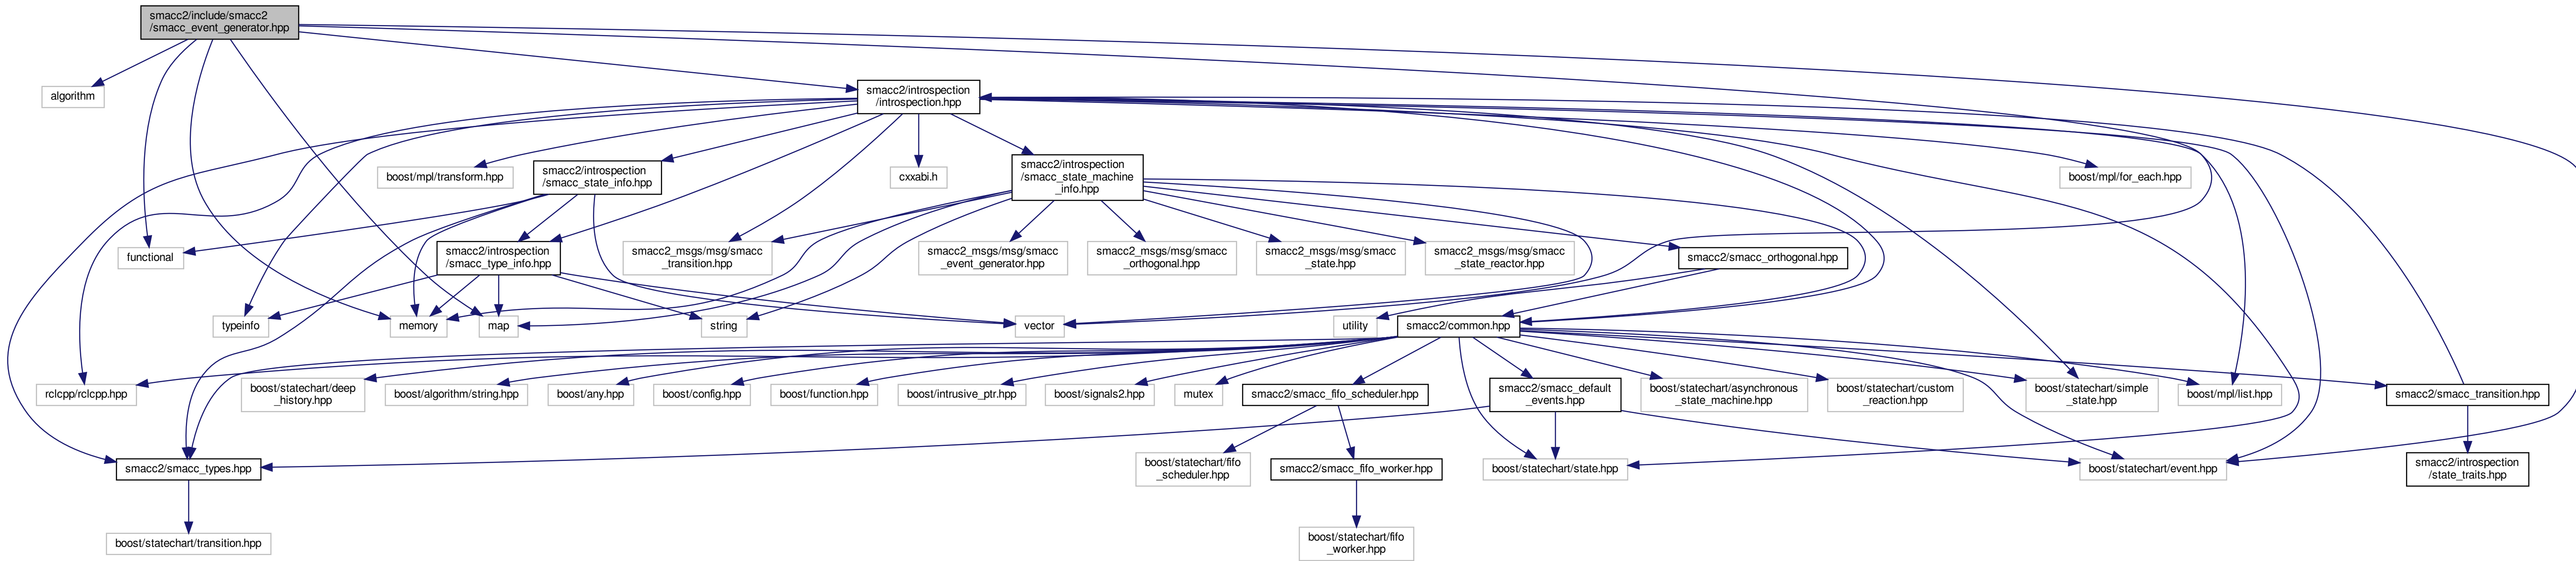 smacc2/include/smacc2
/smacc_event_generator.hpp
algorithm
smacc2/introspection
/introspection.hpp
boost/mpl/transform.hpp
smacc2/introspection
/smacc_state_info.hpp
cxxabi.h
smacc2/introspection
/smacc_state_machine
_info.hpp
boost/mpl/for_each.hpp
functional
smacc2/introspection
/smacc_type_info.hpp
smacc2_msgs/msg/smacc
_transition.hpp
smacc2_msgs/msg/smacc
_event_generator.hpp
smacc2_msgs/msg/smacc
_orthogonal.hpp
smacc2_msgs/msg/smacc
_state.hpp
smacc2_msgs/msg/smacc
_state_reactor.hpp
smacc2/smacc_orthogonal.hpp
typeinfo
memory
map
string
vector
utility
smacc2/common.hpp
rclcpp/rclcpp.hpp
boost/statechart/deep
_history.hpp
boost/algorithm/string.hpp
boost/any.hpp
boost/config.hpp
boost/function.hpp
boost/intrusive_ptr.hpp
boost/signals2.hpp
mutex
smacc2/smacc_fifo_scheduler.hpp
smacc2/smacc_default
_events.hpp
boost/statechart/asynchronous
_state_machine.hpp
boost/statechart/custom
_reaction.hpp
boost/statechart/simple
_state.hpp
boost/mpl/list.hpp
smacc2/smacc_transition.hpp
smacc2/smacc_types.hpp
boost/statechart/fifo
_scheduler.hpp
smacc2/smacc_fifo_worker.hpp
boost/statechart/state.hpp
boost/statechart/event.hpp
smacc2/introspection
/state_traits.hpp
boost/statechart/transition.hpp
boost/statechart/fifo
_worker.hpp